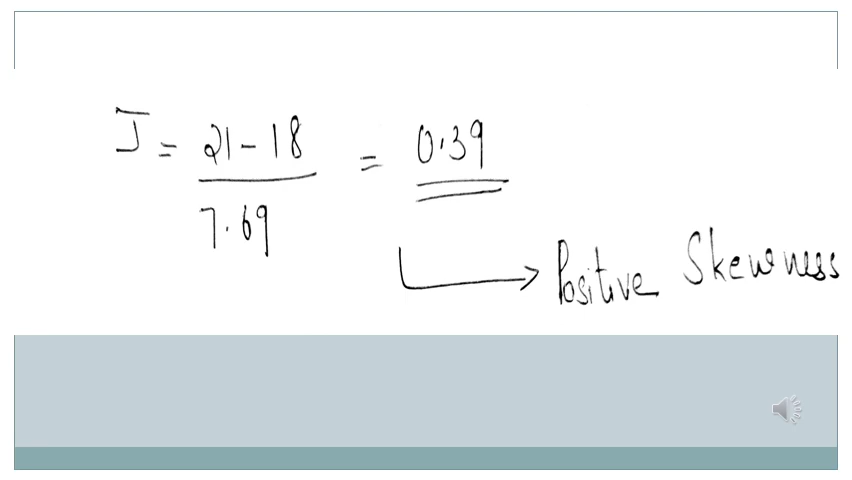 J = 21 - 18 / 7.69 = 0.39
Positive Skewness